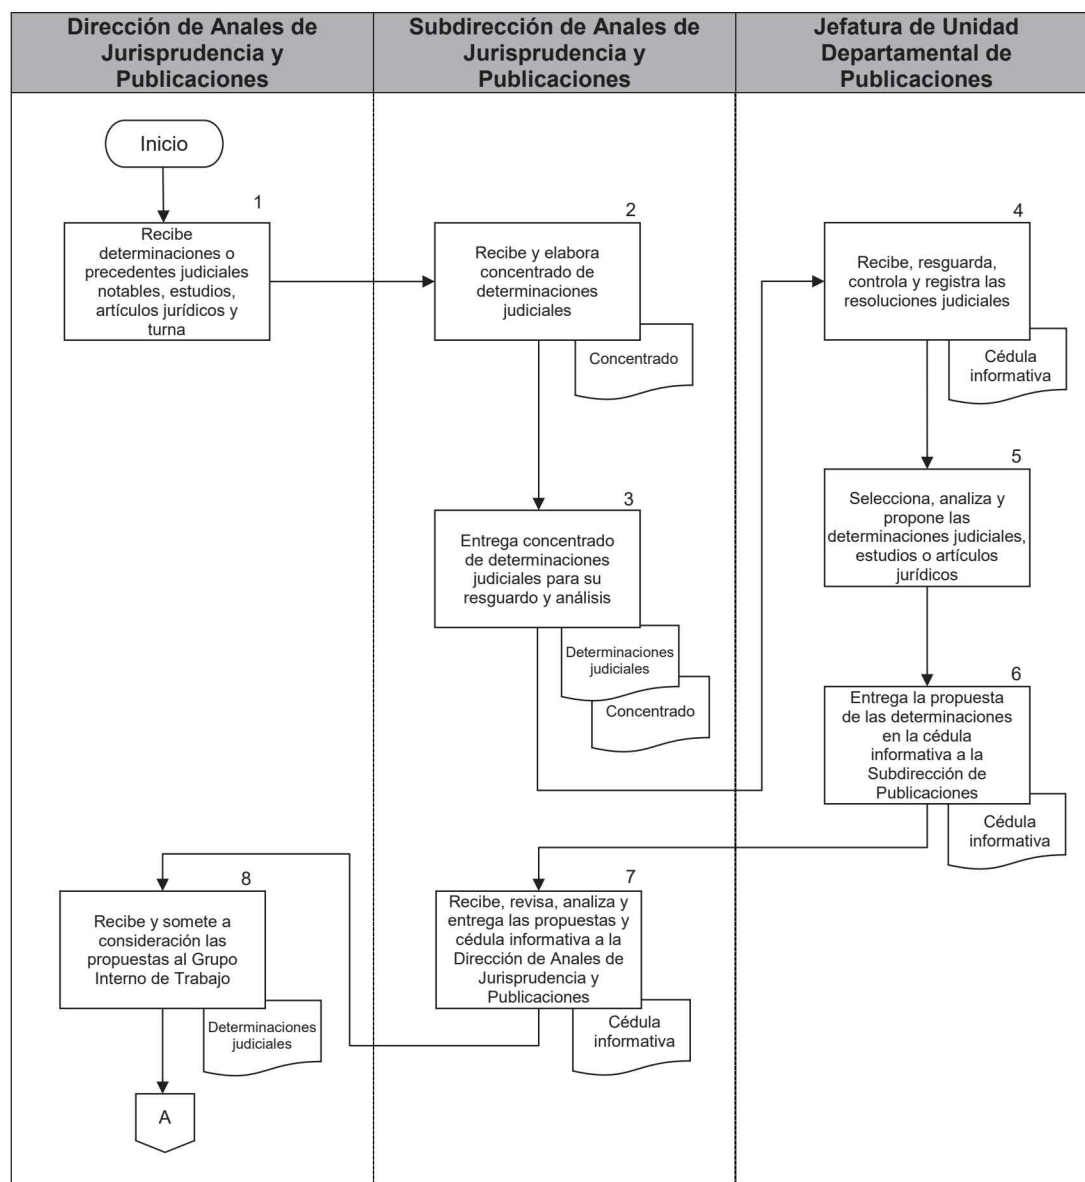 Dirección de Anales de
Jurisprudencia y
Publicaciones
Subdirección de Anales de
Jurisprudencia y
Publicaciones
Jefatura de Unidad
Departamental de
Publicaciones
Inicio
1
Recibe
determinaciones o
precedentes judiciales
notables, estudios,
artículos jurídicos y
turna
2
Recibe y elabora
concentrado de
determinaciones
judiciales
Concentrado
3
Entrega concentrado
de determinaciones
judiciales para su
resguardo y análisis
Determinaciones
judiciales
Concentrado
4
Recibe, resguarda,
controla y registra las
resoluciones judiciales
Cédula
informativa
5
Selecciona, analiza y
propone las
determinaciones judiciales,
estudios o artículos
jurídicos
6
Entrega la propuesta
de las determinaciones
en la cédula
informativa a la
Subdirección de
Publicaciones
Cédula
informativa
7
Recibe, revisa, analiza y
entrega las propuestas y
cédula informativa a la
Dirección de Anales de
Jurisprudencia y
Publicaciones
Cédula
informativa
8
Recibe y somete a
consideración las
propuestas al Grupo
Interno de Trabajo
Determinaciones
judiciales
A